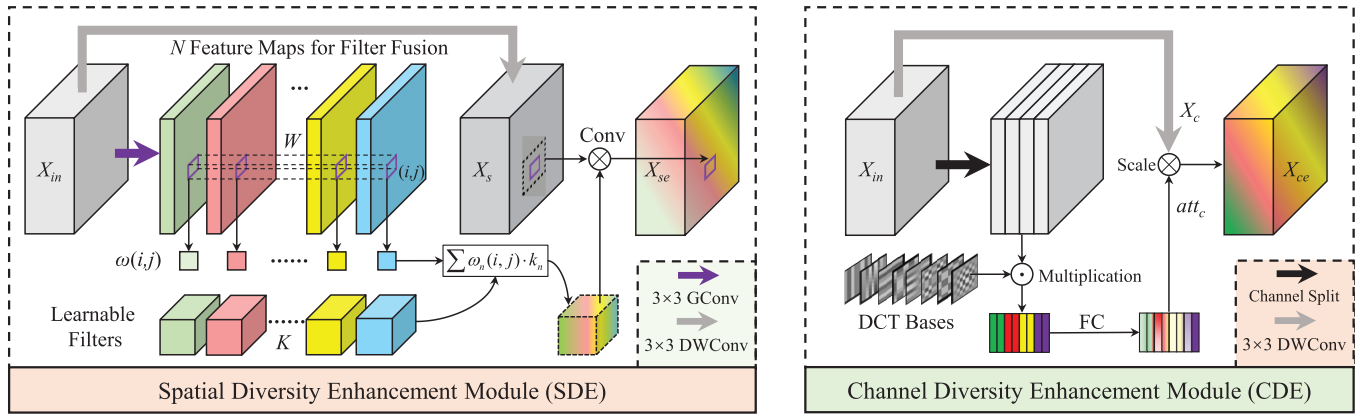 N Feature Maps for Filter Fusion
...
X_in
W
(i,j)
X_s
Conv
X_se
ω(i,j)
......
∑ ω_n(i, j)·k_n
Learnable
Filters
......
K
3×3 GConv
3×3 DWConv
Spatial Diversity Enhancement Module (SDE)
X_in
X_c
Scale
X_ce
att_c
Multiplication
DCT Bases
FC
Channel Split
3×3 DWConv
Channel Diversity Enhancement Module (CDE)